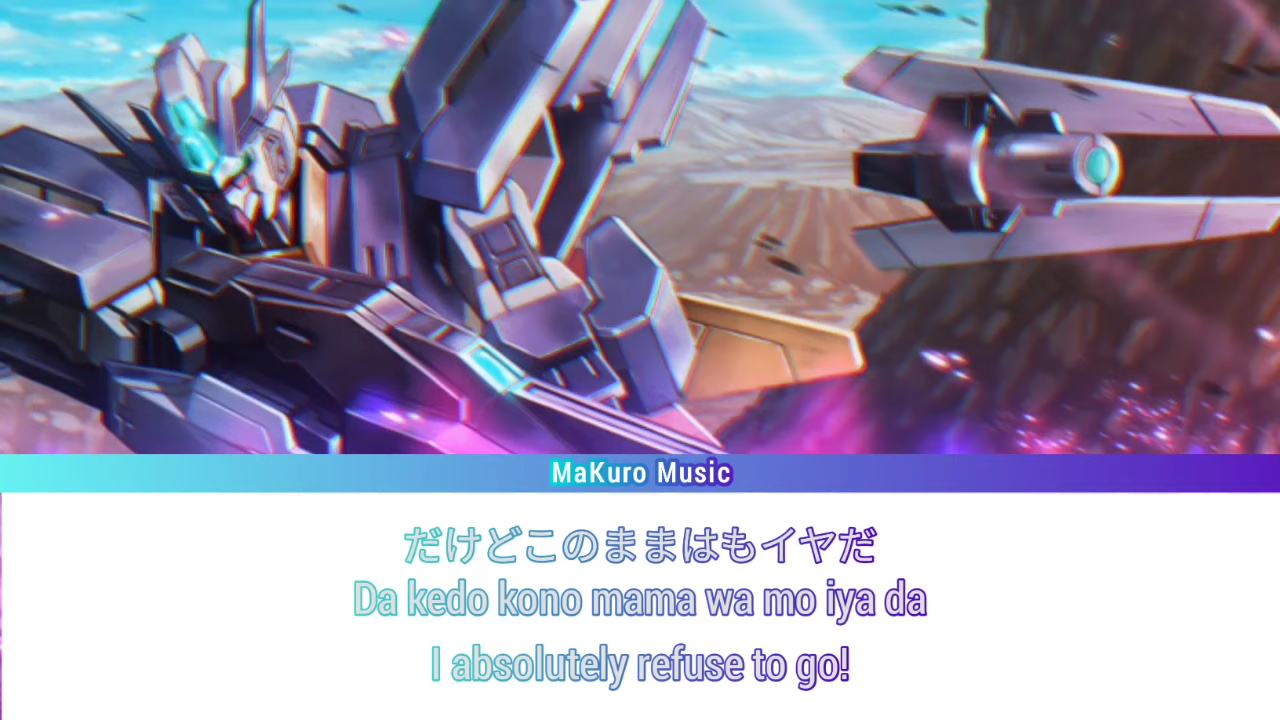 MaKuro Music
だけどこのままはもイヤだ
Da kedo kono mama wa mo iya da
I absolutely refuse to go!